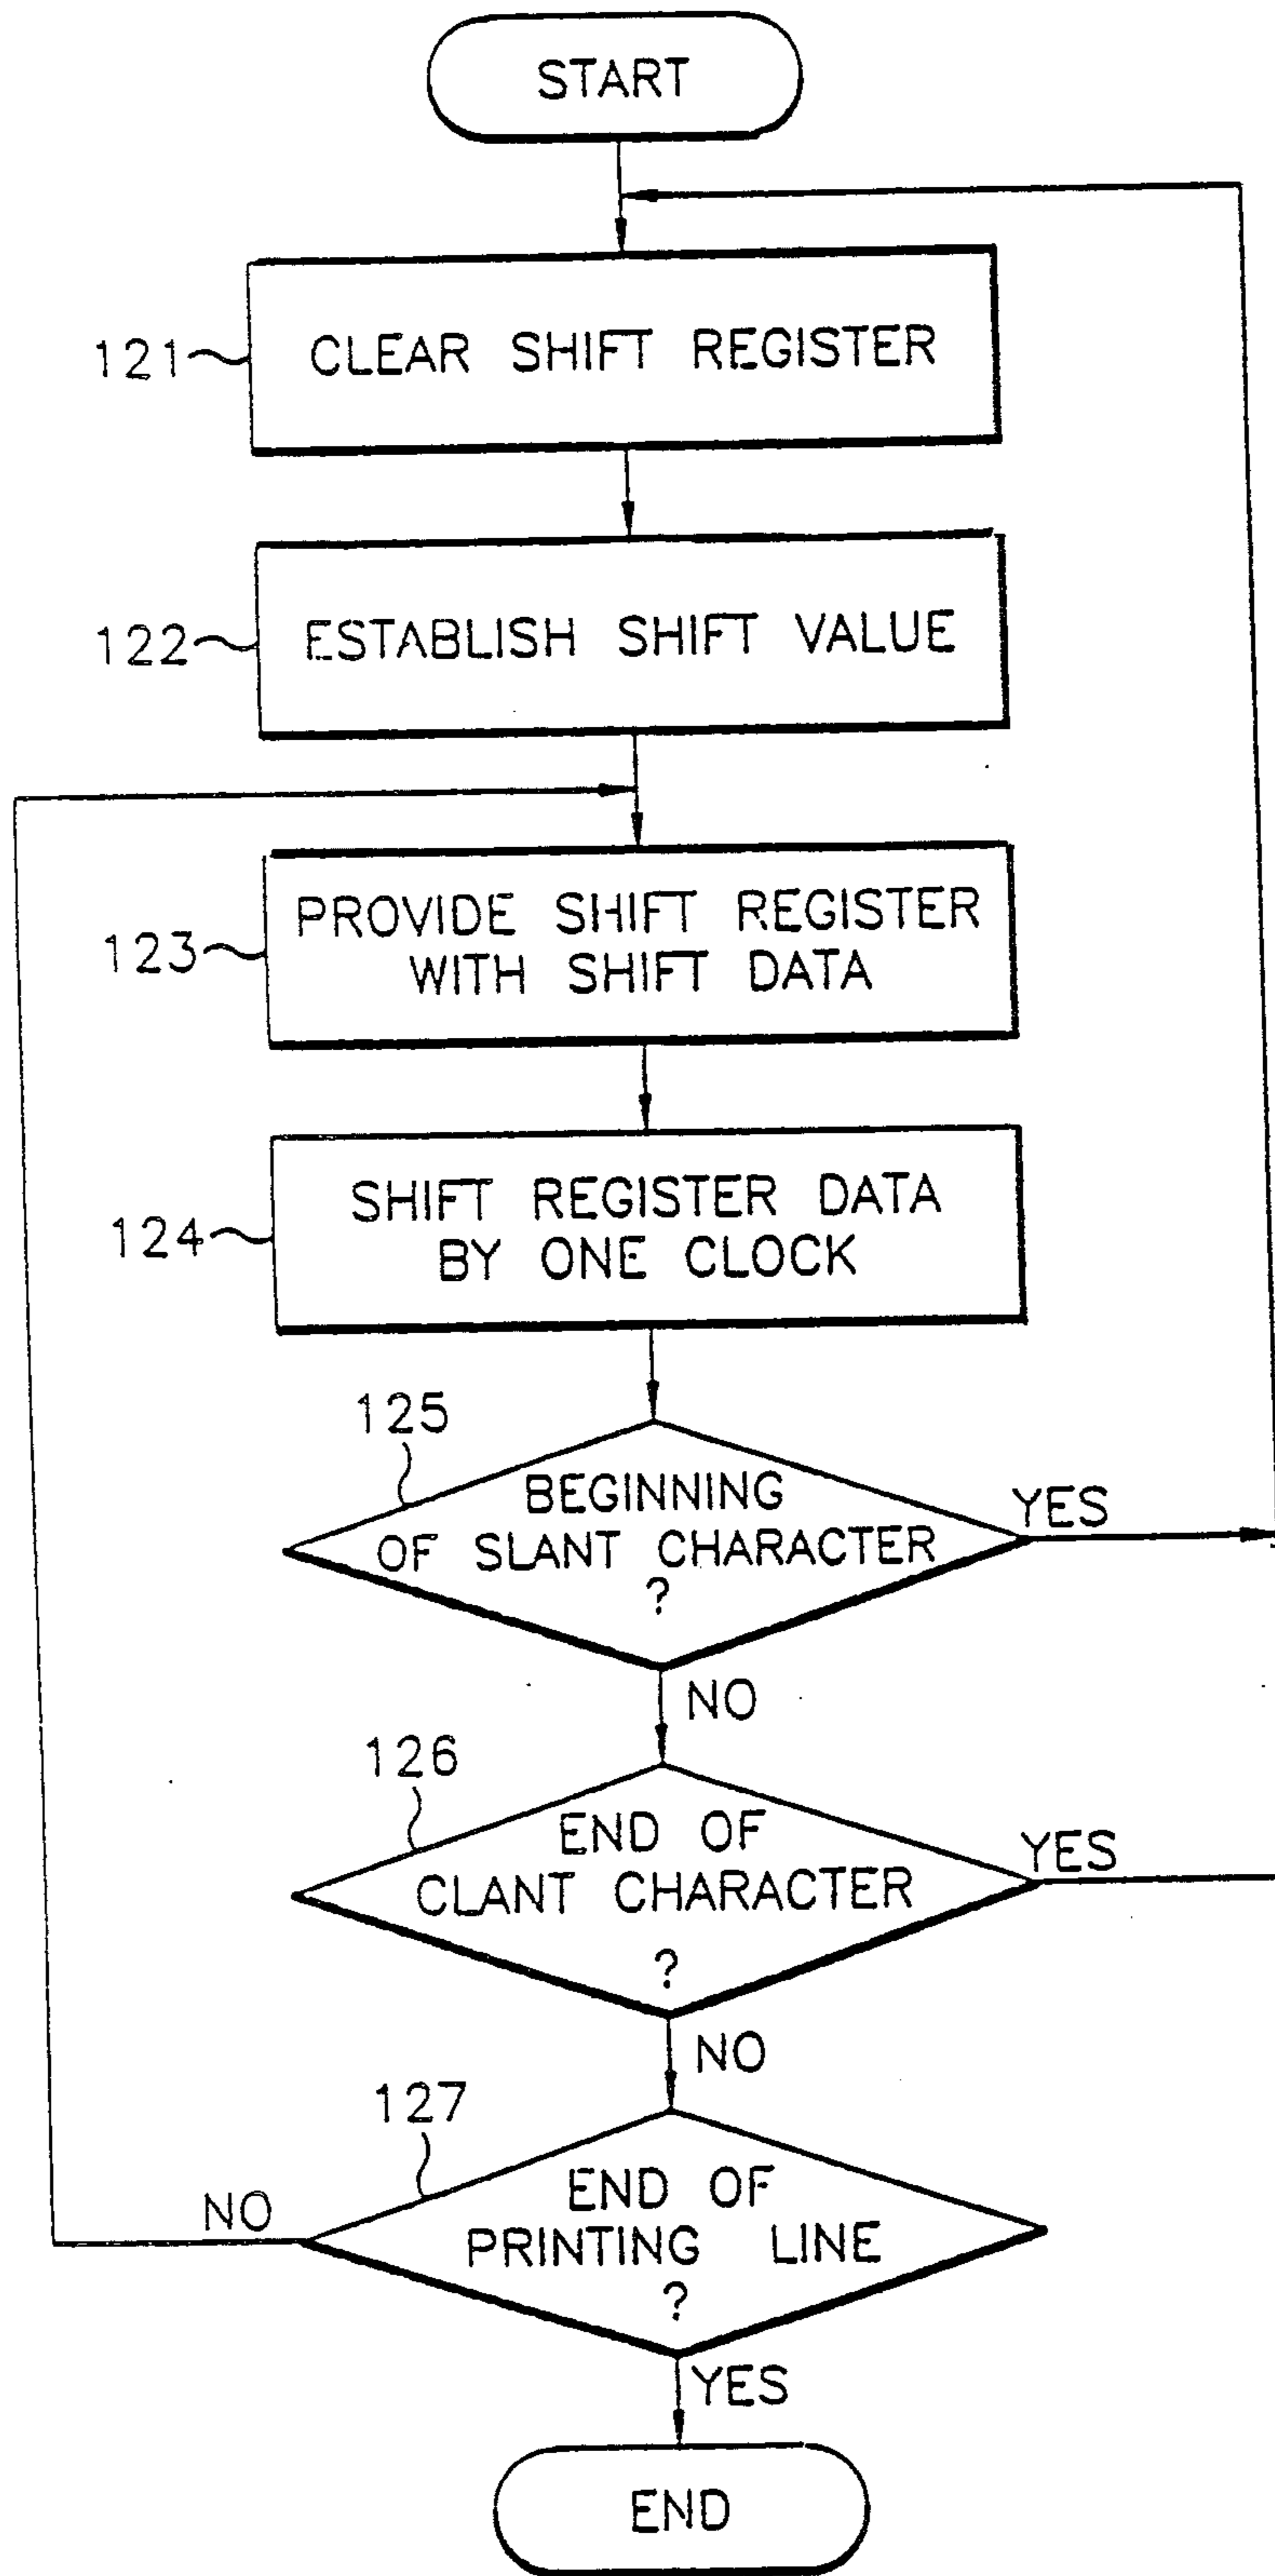 START
121
CLEAR SHIFT REGISTER
122
ESTABLISH SHIFT VALUE
123
PROVIDE SHIFT REGISTER
WITH SHIFT DATA
124
SHIFT REGISTER DATA
BY ONE CLOCK
125
BEGINNING
OF SLANT CHARACTER
?
YES
NO
126
END OF
CLANT CHARACTER
?
YES
NO
127
END OF
PRINTING LINE
?
NO
YES
END